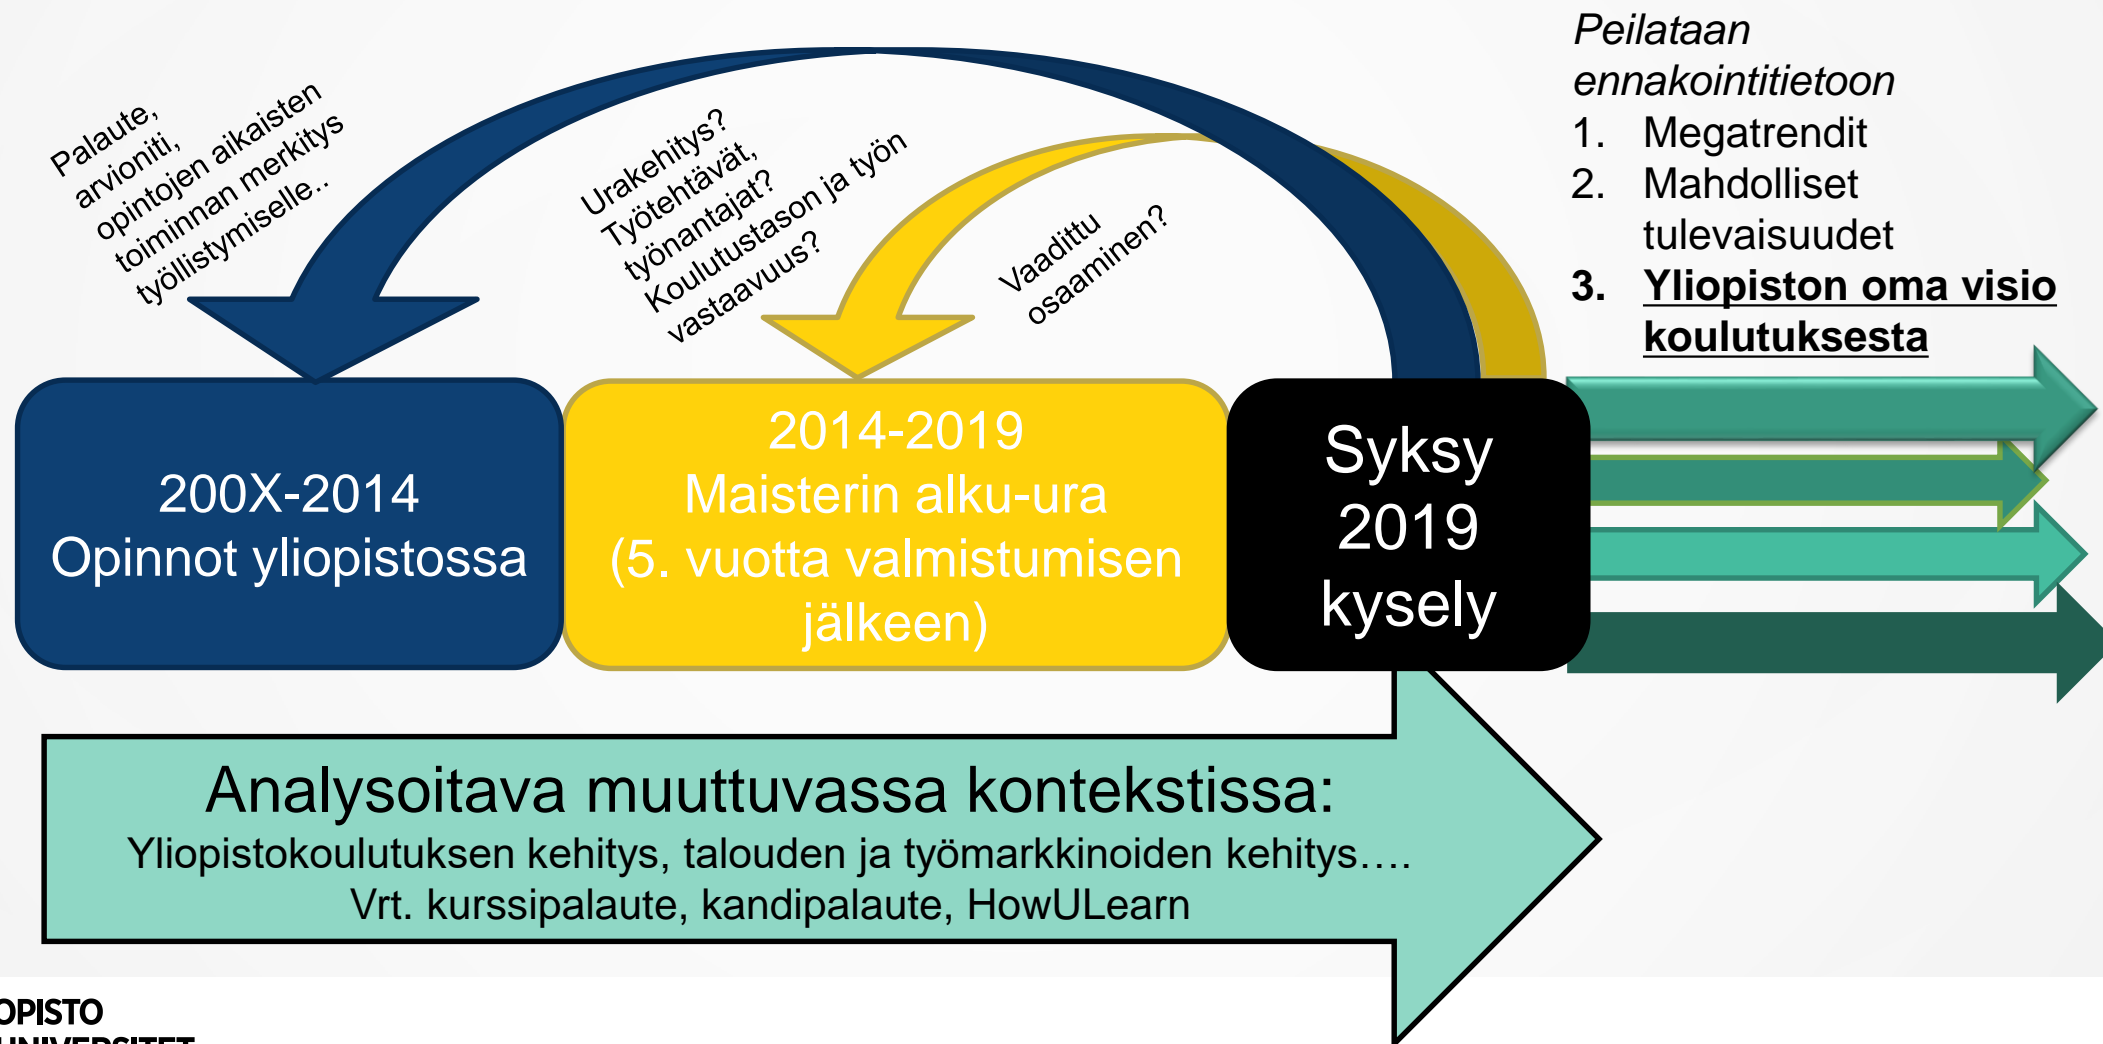 Palaute,
arvioniti,
opintojen aikaisten
toiminnan merkitys
työllistymiselle..
Urakehitys?
Työtehtävät,
työnantajat?
Koulutustason ja työn
vastaavuus?
Vaadittu
osaaminen?
Peilataan
ennakointitietoon
1. Megatrendit
2. Mahdolliset
tulevaisuudet
3. Yliopiston oma visio
koulutuksesta
200X-2014
Opinnot yliopistossa
2014-2019
Maisterin alku-ura
(5. vuotta valmistumisen
jälkeen)
Syksy
2019
kysely
Analysoitava muuttuvassa kontekstissa:
Yliopistokoulutuksen kehitys, talouden ja työmarkkinoiden kehitys….
Vrt. kurssipalaute, kandipalaute, HowULearn
OPISTO
UNIVERSITET